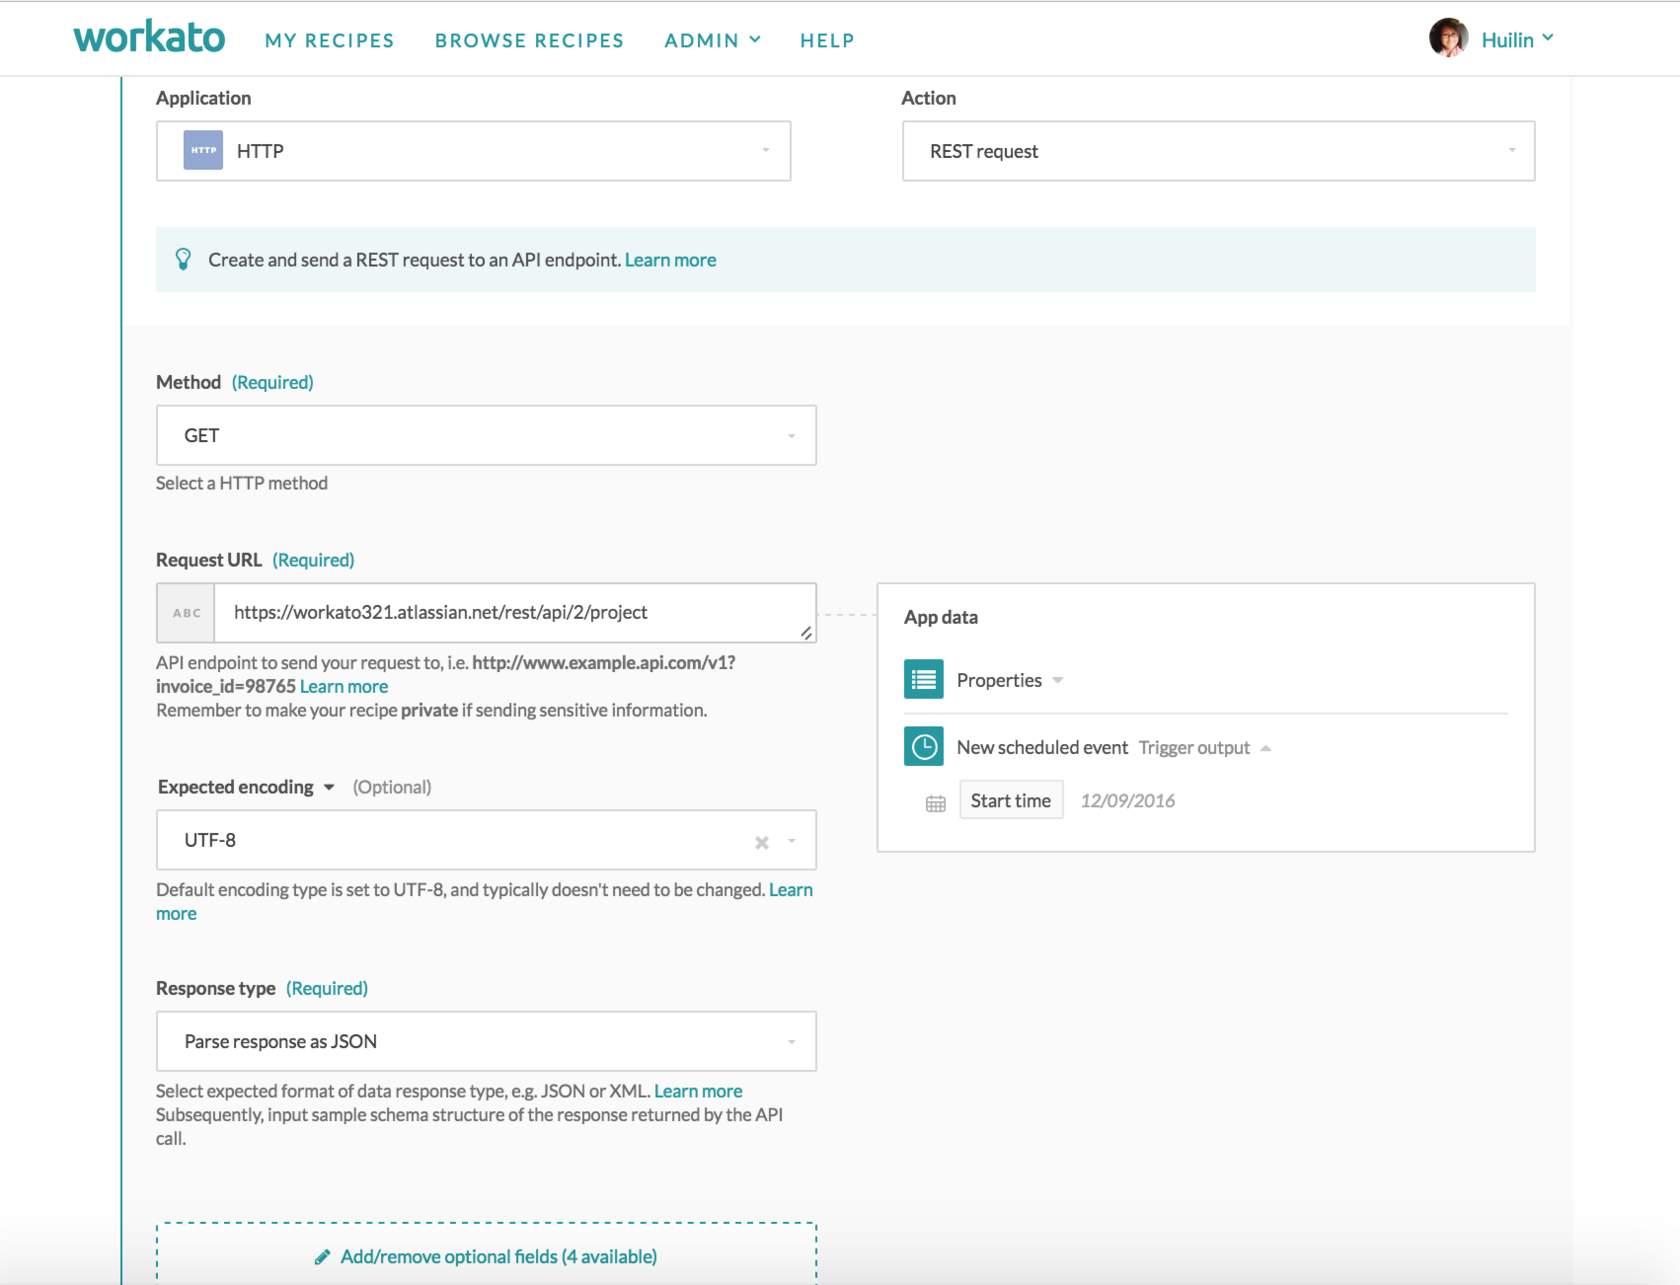 workato MY RECIPES BROWSE RECIPES ADMIN HELP Huilin
Application Action
HTTP HTTP REST request
Create and send a REST request to an API endpoint. Learn more
Method (Required)
GET
Select a HTTP method
Request URL (Required)
ABC https://workato321.atlassian.net/rest/api/2/project
API endpoint to send your request to, i.e. http://www.example.api.com/v1?
invoice_id=98765 Learn more
Remember to make your recipe private if sending sensitive information.
App data
Properties
New scheduled event Trigger output
Start time 12/09/2016
Expected encoding (Optional)
UTF-8
Default encoding type is set to UTF-8, and typically doesn't need to be changed. Learn
more
Response type (Required)
Parse response as JSON
Select expected format of data response type, e.g. JSON or XML. Learn more
Subsequently, input sample schema structure of the response returned by the API
call.
Add/remove optional fields (4 available)